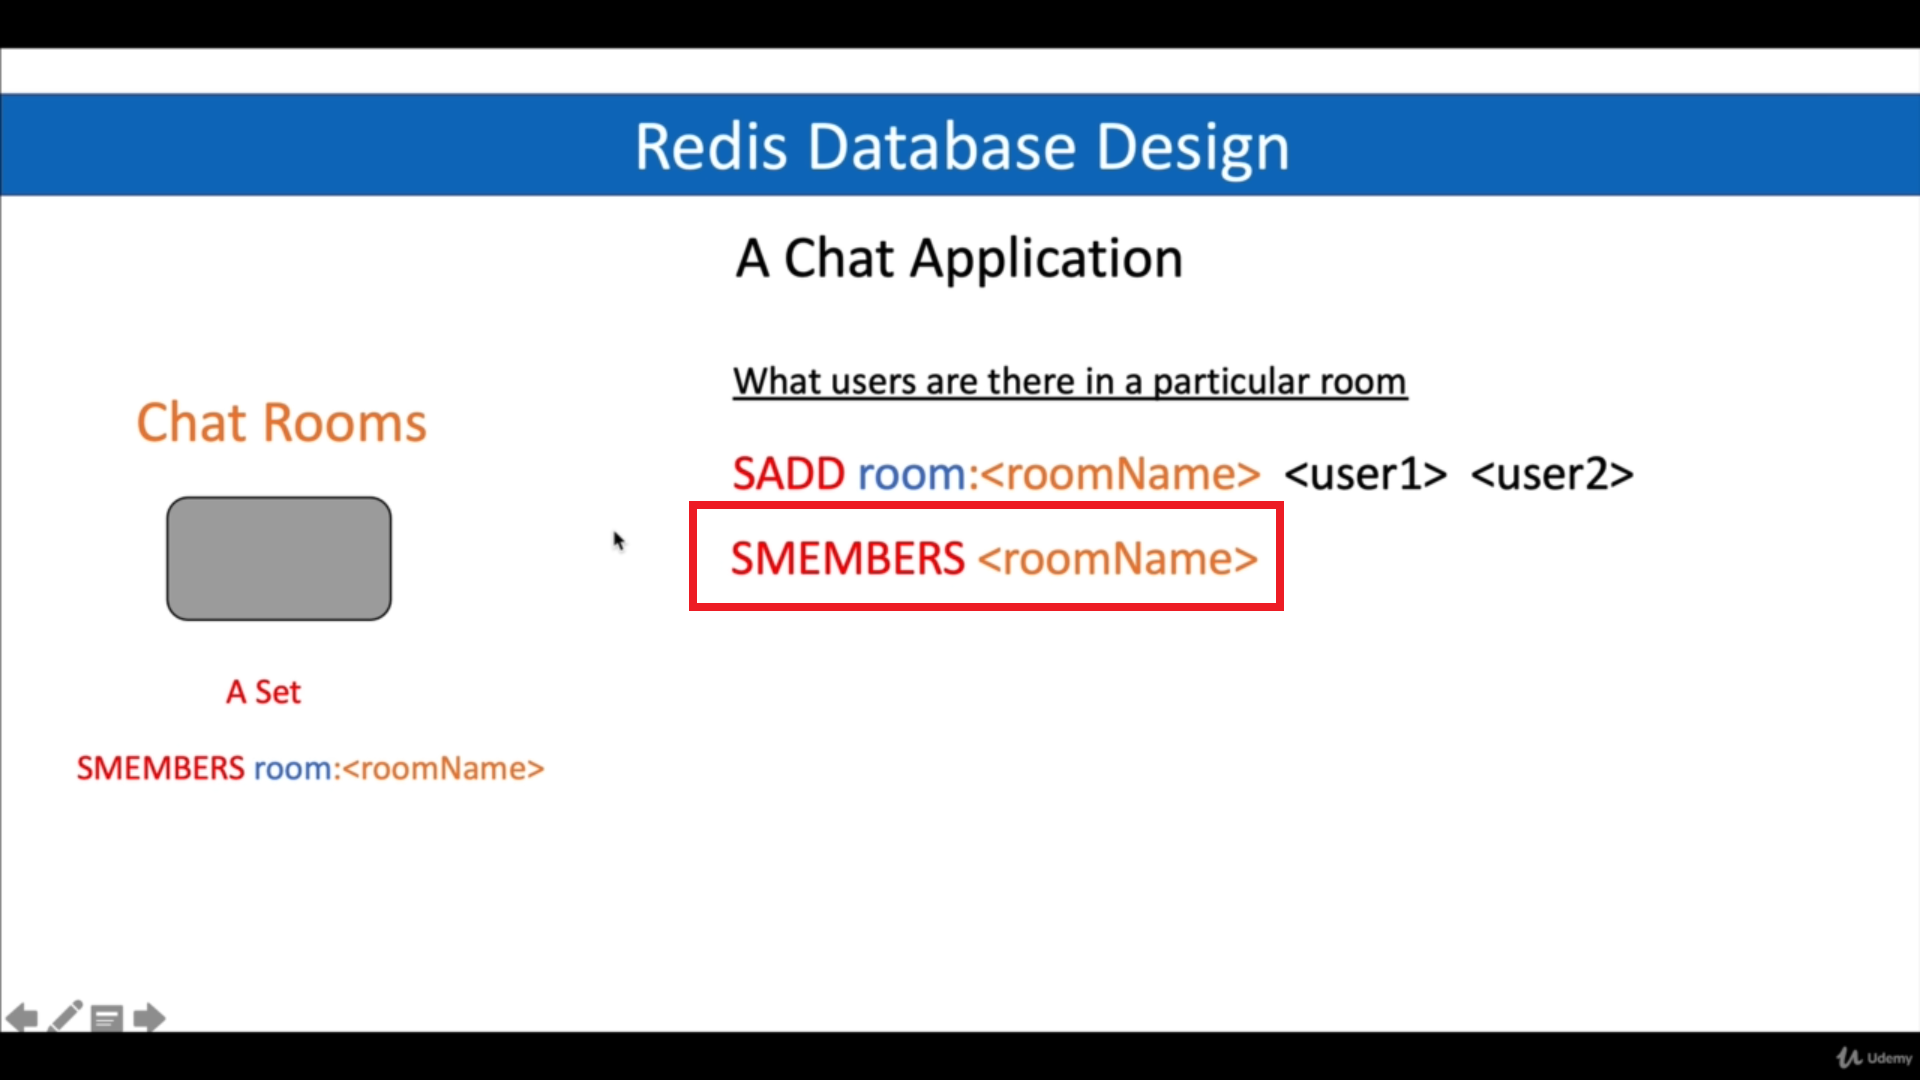 Redis Database Design
A Chat Application
What users are there in a particular room
Chat Rooms
SADD room:<roomName> <user1> <user2>
SMEMBERS <roomName>
A Set
SMEMBERS room:<roomName>
Udemy